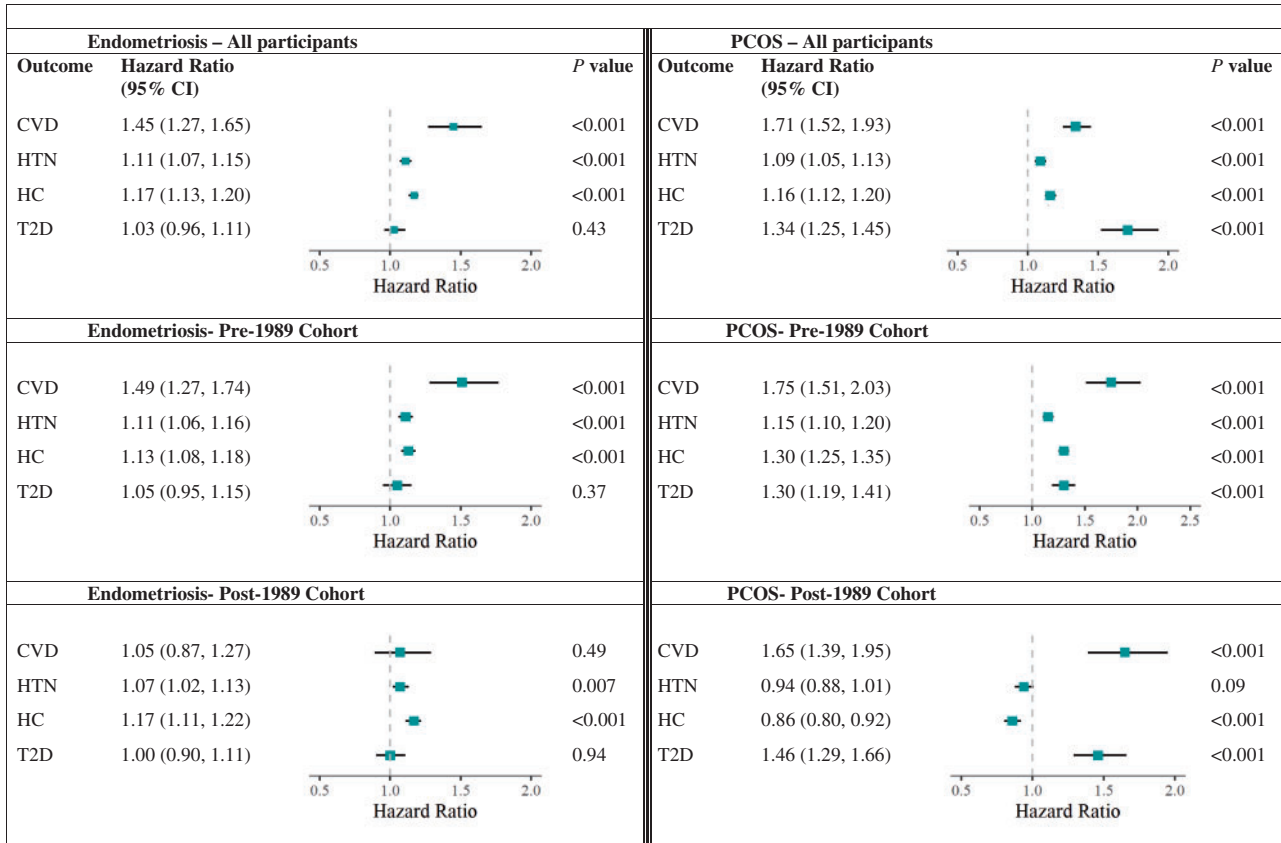 Endometriosis – All participants
Outcome Hazard Ratio (95% CI) P value
CVD 1.45 (1.27, 1.65) <0.001
HTN 1.11 (1.07, 1.15) <0.001
HC 1.17 (1.13, 1.20) <0.001
T2D 1.03 (0.96, 1.11) 0.43
0.5 1.0 1.5 2.0
Hazard Ratio
PCOS – All participants
Outcome Hazard Ratio (95% CI) P value
CVD 1.71 (1.52, 1.93) <0.001
HTN 1.09 (1.05, 1.13) <0.001
HC 1.16 (1.12, 1.20) <0.001
T2D 1.34 (1.25, 1.45) <0.001
0.5 1.0 1.5 2.0
Hazard Ratio
Endometriosis- Pre-1989 Cohort
CVD 1.49 (1.27, 1.74) <0.001
HTN 1.11 (1.06, 1.16) <0.001
HC 1.13 (1.08, 1.18) <0.001
T2D 1.05 (0.95, 1.15) 0.37
0.5 1.0 1.5 2.0
Hazard Ratio
PCOS- Pre-1989 Cohort
CVD 1.75 (1.51, 2.03) <0.001
HTN 1.15 (1.10, 1.20) <0.001
HC 1.30 (1.25, 1.35) <0.001
T2D 1.30 (1.19, 1.41) <0.001
0.5 1.0 1.5 2.0 2.5
Hazard Ratio
Endometriosis- Post-1989 Cohort
CVD 1.05 (0.87, 1.27) 0.49
HTN 1.07 (1.02, 1.13) 0.007
HC 1.17 (1.11, 1.22) <0.001
T2D 1.00 (0.90, 1.11) 0.94
0.5 1.0 1.5 2.0
Hazard Ratio
PCOS- Post-1989 Cohort
CVD 1.65 (1.39, 1.95) <0.001
HTN 0.94 (0.88, 1.01) 0.09
HC 0.86 (0.80, 0.92) <0.001
T2D 1.46 (1.29, 1.66) <0.001
0.5 1.0 1.5 2.0
Hazard Ratio